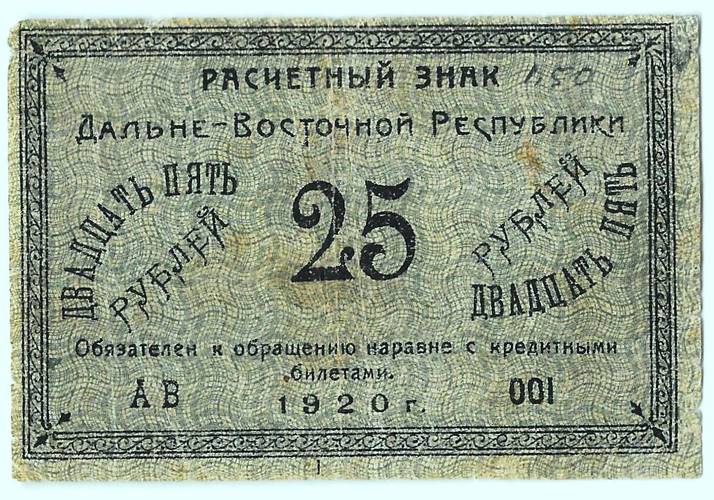 РАСЧЕТНЫЙ ЗНАК
450
ДАЛЬНЕ-ВОСТОЧНОЙ РЕСПУБЛИКИ
ДВАДЦАТЬ ПЯТЬ
РУБЛЕЙ
25
РУБЛЕЙ
ДВАДЦАТЬ ПЯТЬ
Обязателен к обращению наравне с кредитными
билетами.
АВ
001
1920 г.